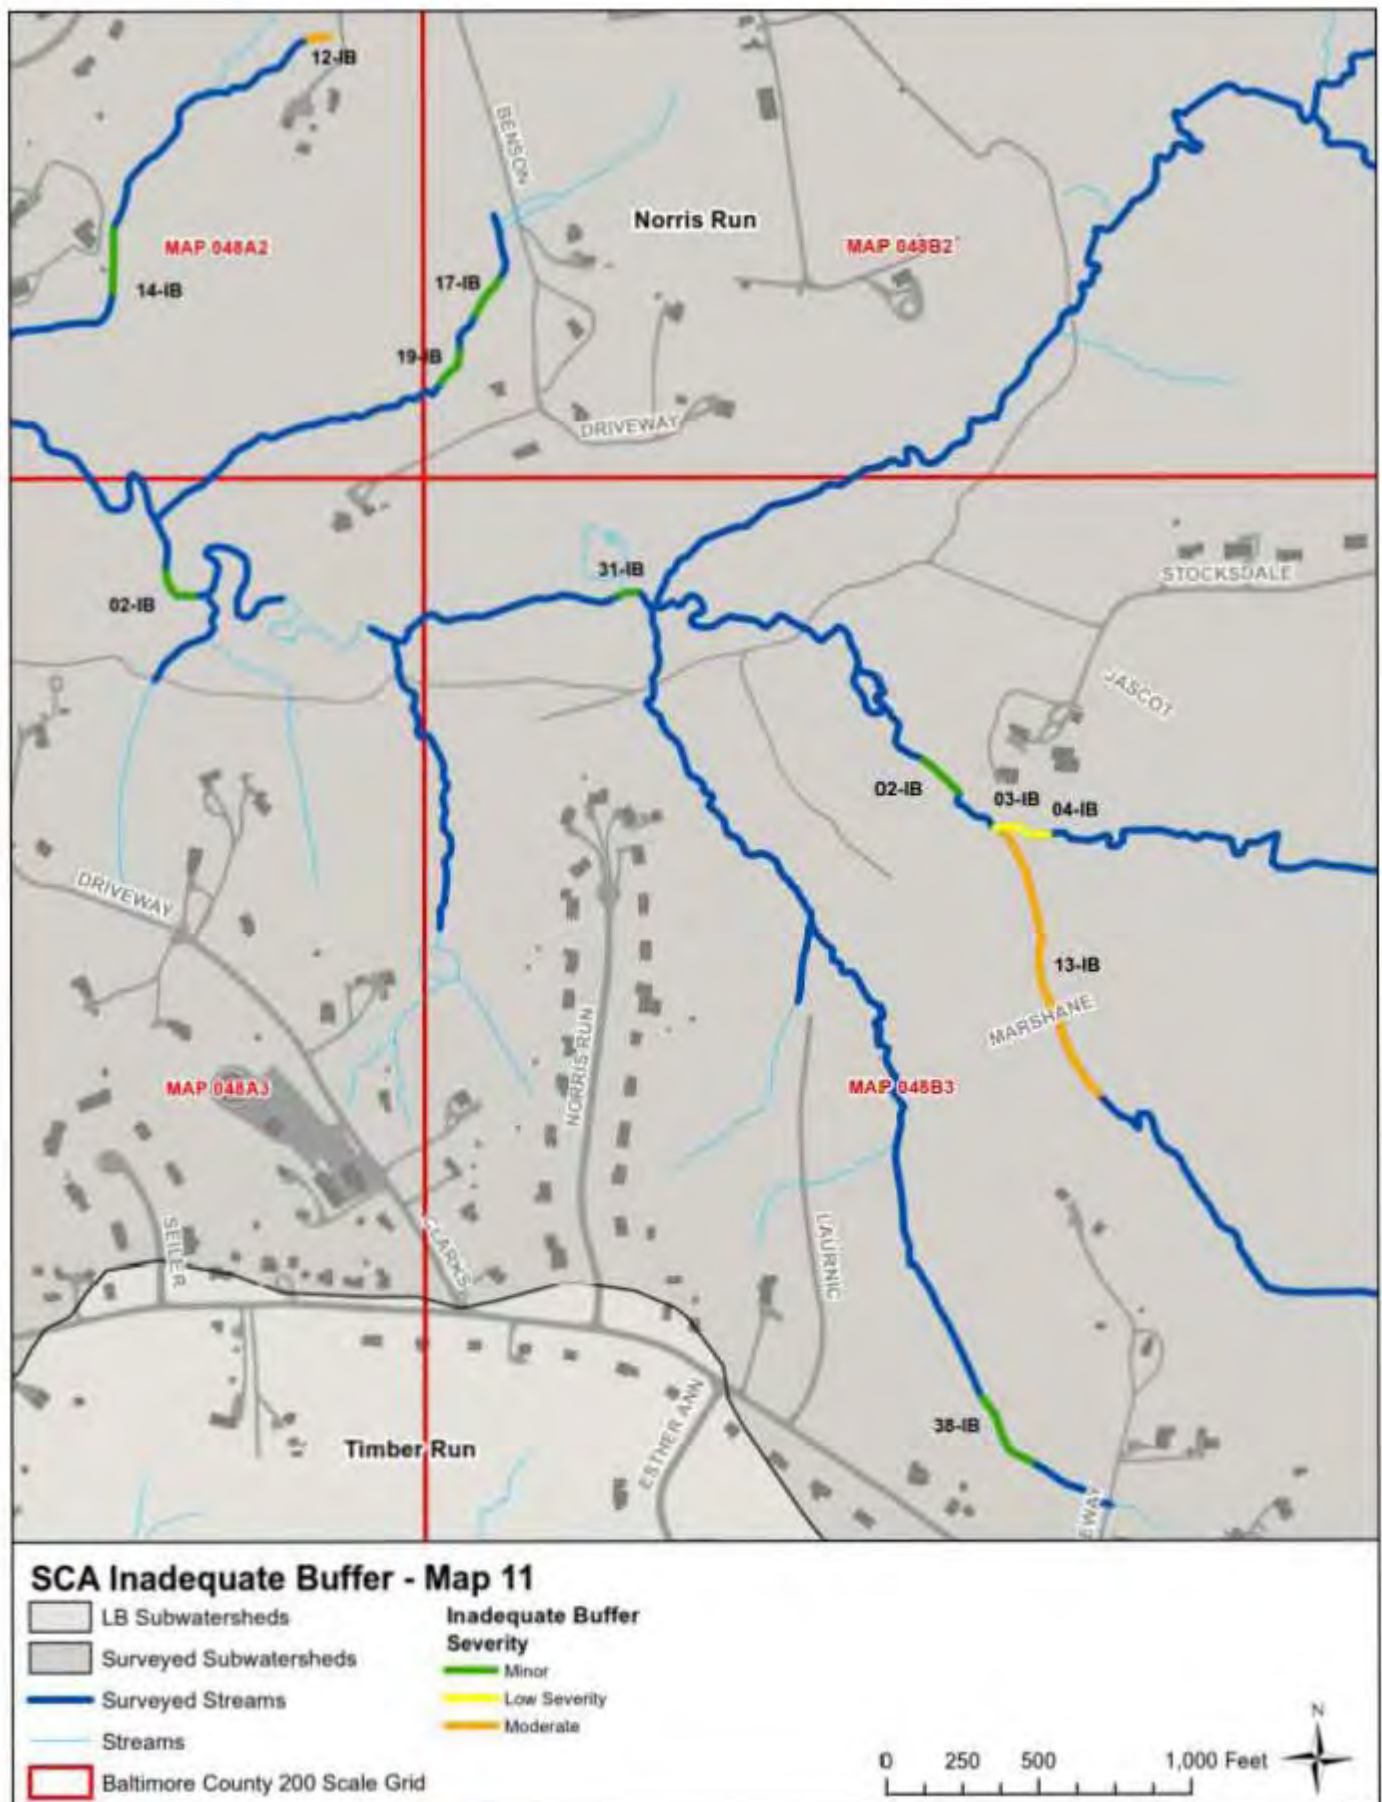 12-IB
BENSON
Norris Run
MAP 048A2
MAP 048B2
17-IB
14-IB
19-IB
DRIVEWAY
31-IB
STOCKSDALE
02-IB
JASCOT
02-IB
03-IB
04-IB
DRIVEWAY
13-IB
MARSHANE
NORRIS RUN
MAP 048A3
MAP 048B3
SEILER
CLARKS
LAURNIC
ESTHER ANN
38-IB
Timber Run
EWAY
SCA Inadequate Buffer - Map 11
LB Subwatersheds
Surveyed Subwatersheds
Surveyed Streams
Streams
Baltimore County 200 Scale Grid
Inadequate Buffer
Severity
Minor
Low Severity
Moderate
N
0 250 500 1,000 Feet